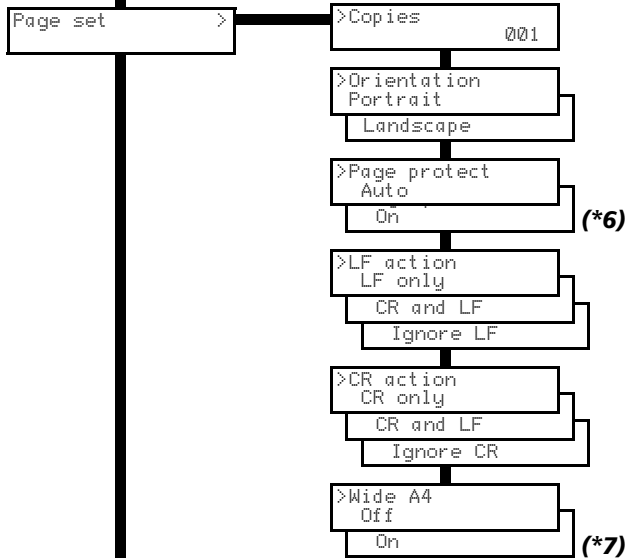 Page set >
>Copies
001
>Orientation
Portrait
Landscape
>Page protect
Auto
On
(*6)
>LF action
LF only
CR and LF
Ignore LF
>CR action
CR only
CR and LF
Ignore CR
>Wide A4
Off
On
(*7)